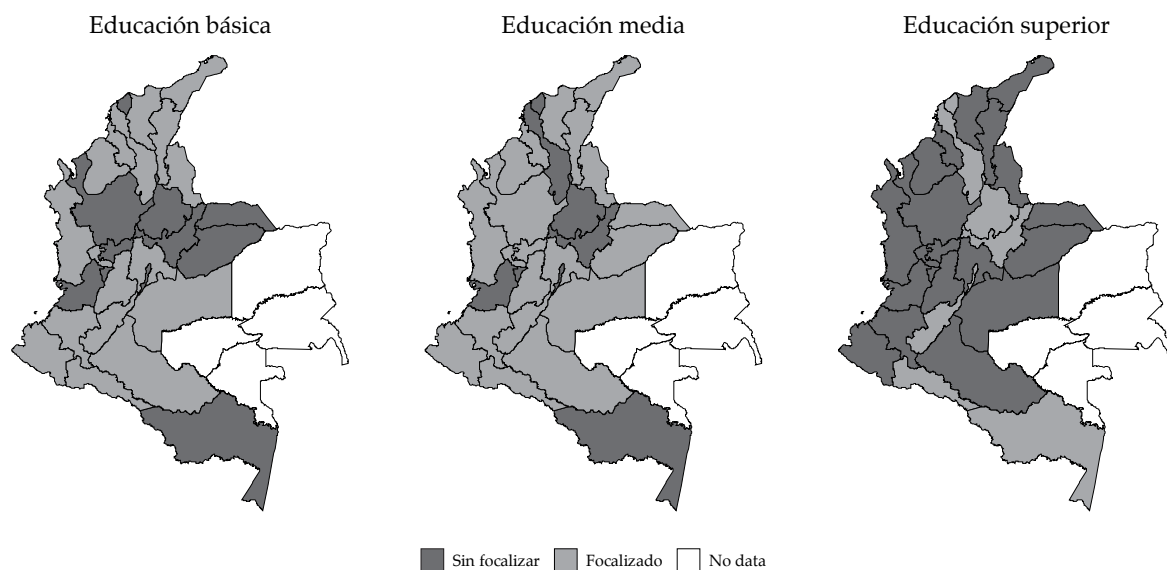 Educación básica
Educación media
Educación superior
Sin focalizar
Focalizado
No data